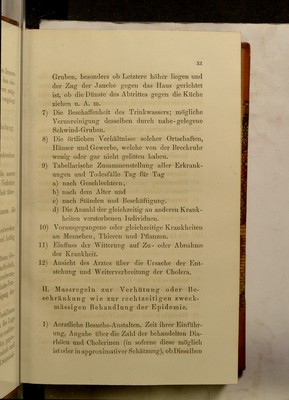 XI
Gruben, besonders ob Letztere höher liegen und
der Zug der Jauche gegen das Haus gerichtet
ist, ob die Dünste des Abtrittes gegen die Küche
ziehen u. A. m.
7) Die Beschaffenheit des Trinkwassers; mögliche
Verunreinigung desselben durch nahe-gelegene
Schwind-Gruben.
8) Die örtlichen Verhältnisse solcher Ortschaften,
Häuser und Gewerbe, welche von der Brechruhr
wenig oder gar nicht gelitten haben.
9) Tabellarische Zusammenstellung aller Erkrank-
ungen und Todesfälle Tag für Tag
a) nach Geschlechtern,
b) nach dem Alter und
c) nach Ständen und Beschäftigung.
d) Die Anzahl der gleichzeitig an anderen Krank-
heiten verstorbenen Individuen.
10) Vorausgegangene oder gleichzeitige Krankheiten
an Menschen, Thieren und Pflanzen.
11) Einfluss der Witterung auf Zu- oder Abnahme
der Krankheit.
12) Ansicht des Arztes über die Ursache der Ent-
stehung und Weiterverbreitung der Cholera.
II. Massregeln zur Verhütung oder Be-
schränkung wie zur rechtzeitigen zweck-
mässigen Behandlung der Epidemie.
1) Aerztliche Besuchs-Anstalten, Zeit ihrer Einführ-
ung, Angabe über die Zahl der behandelten Dia-
rhöen und Cholerinen (in soferne diese möglich
ist oder in approximativer Schätzung), ob Dieselben